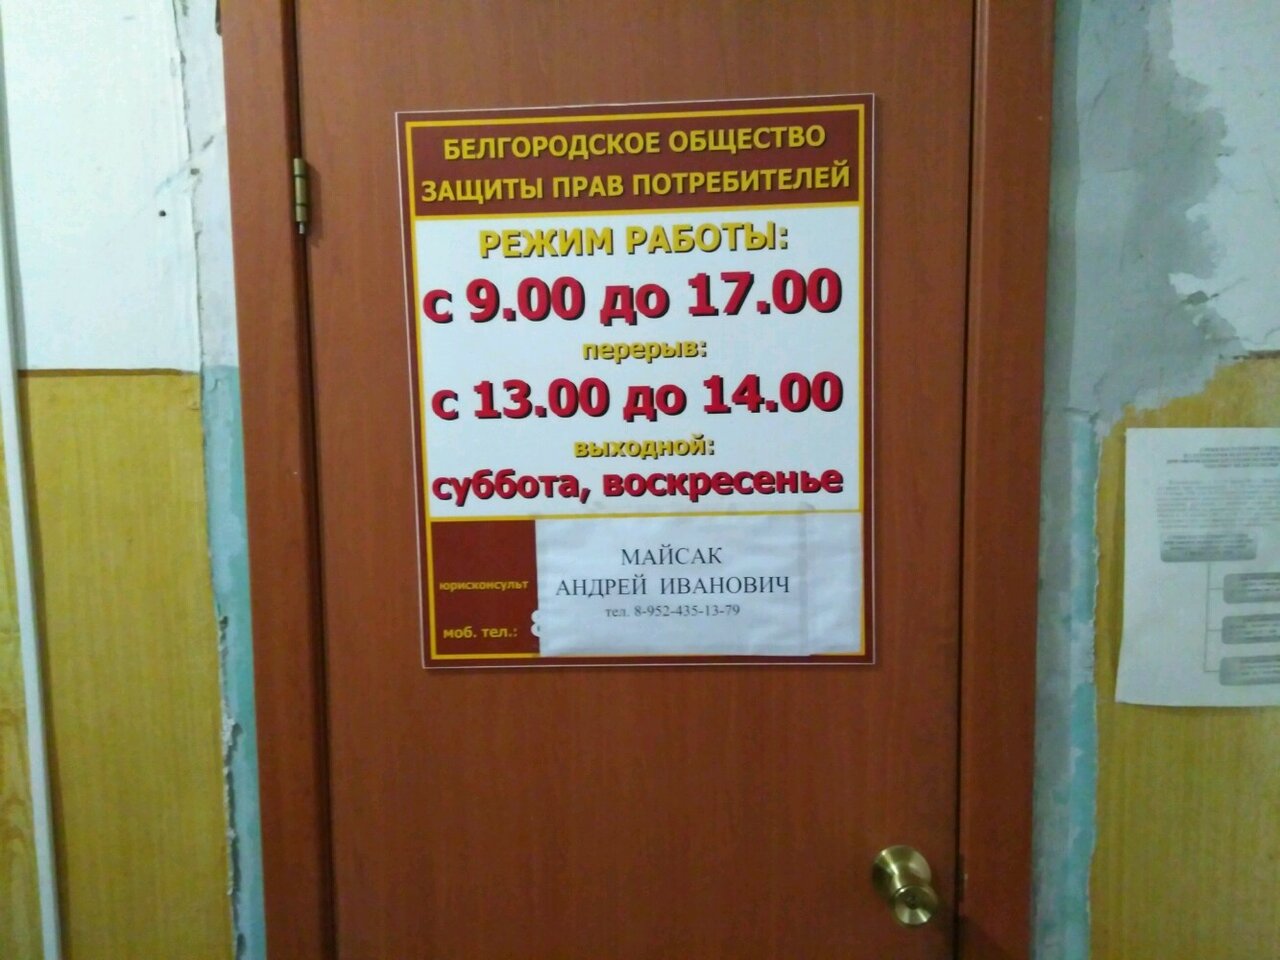 БЕЛГОРОДСКОЕ ОБЩЕСТВО
ЗАЩИТЫ ПРАВ ПОТРЕБИТЕЛЕЙ
РЕЖИМ РАБОТЫ:
с 9.00 до 17.00
перерыв:
с 13.00 до 14.00
выходной:
суббота, воскресенье
юрисконсульт
МАЙСАК
АНДРЕЙ ИВАНОВИЧ
тел. 8-952-435-13-79
моб. тел.: 8